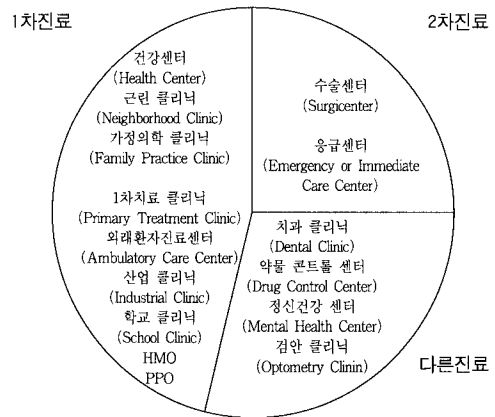 1차진료
건강센터
(Health Center)
근린 클리닉
(Neighborhood Clinic)
가정의학 클리닉
(Family Practice Clinic)
1차치료 클리닉
(Primary Treatment Clinic)
외래환자진료센터
(Ambulatory Care Center)
산업 클리닉
(Industrial Clinic)
학교 클리닉
(School Clinic)
HMO
PPO
2차진료
수술센터
(Surgicenter)
응급센터
(Emergency or Immediate
Care Center)
치과 클리닉
(Dental Clinic)
약물 콘트롤 센터
(Drug Control Center)
정신건강 센터
(Mental Health Center)
검안 클리닉
(Optometry Clinin)
다른진료